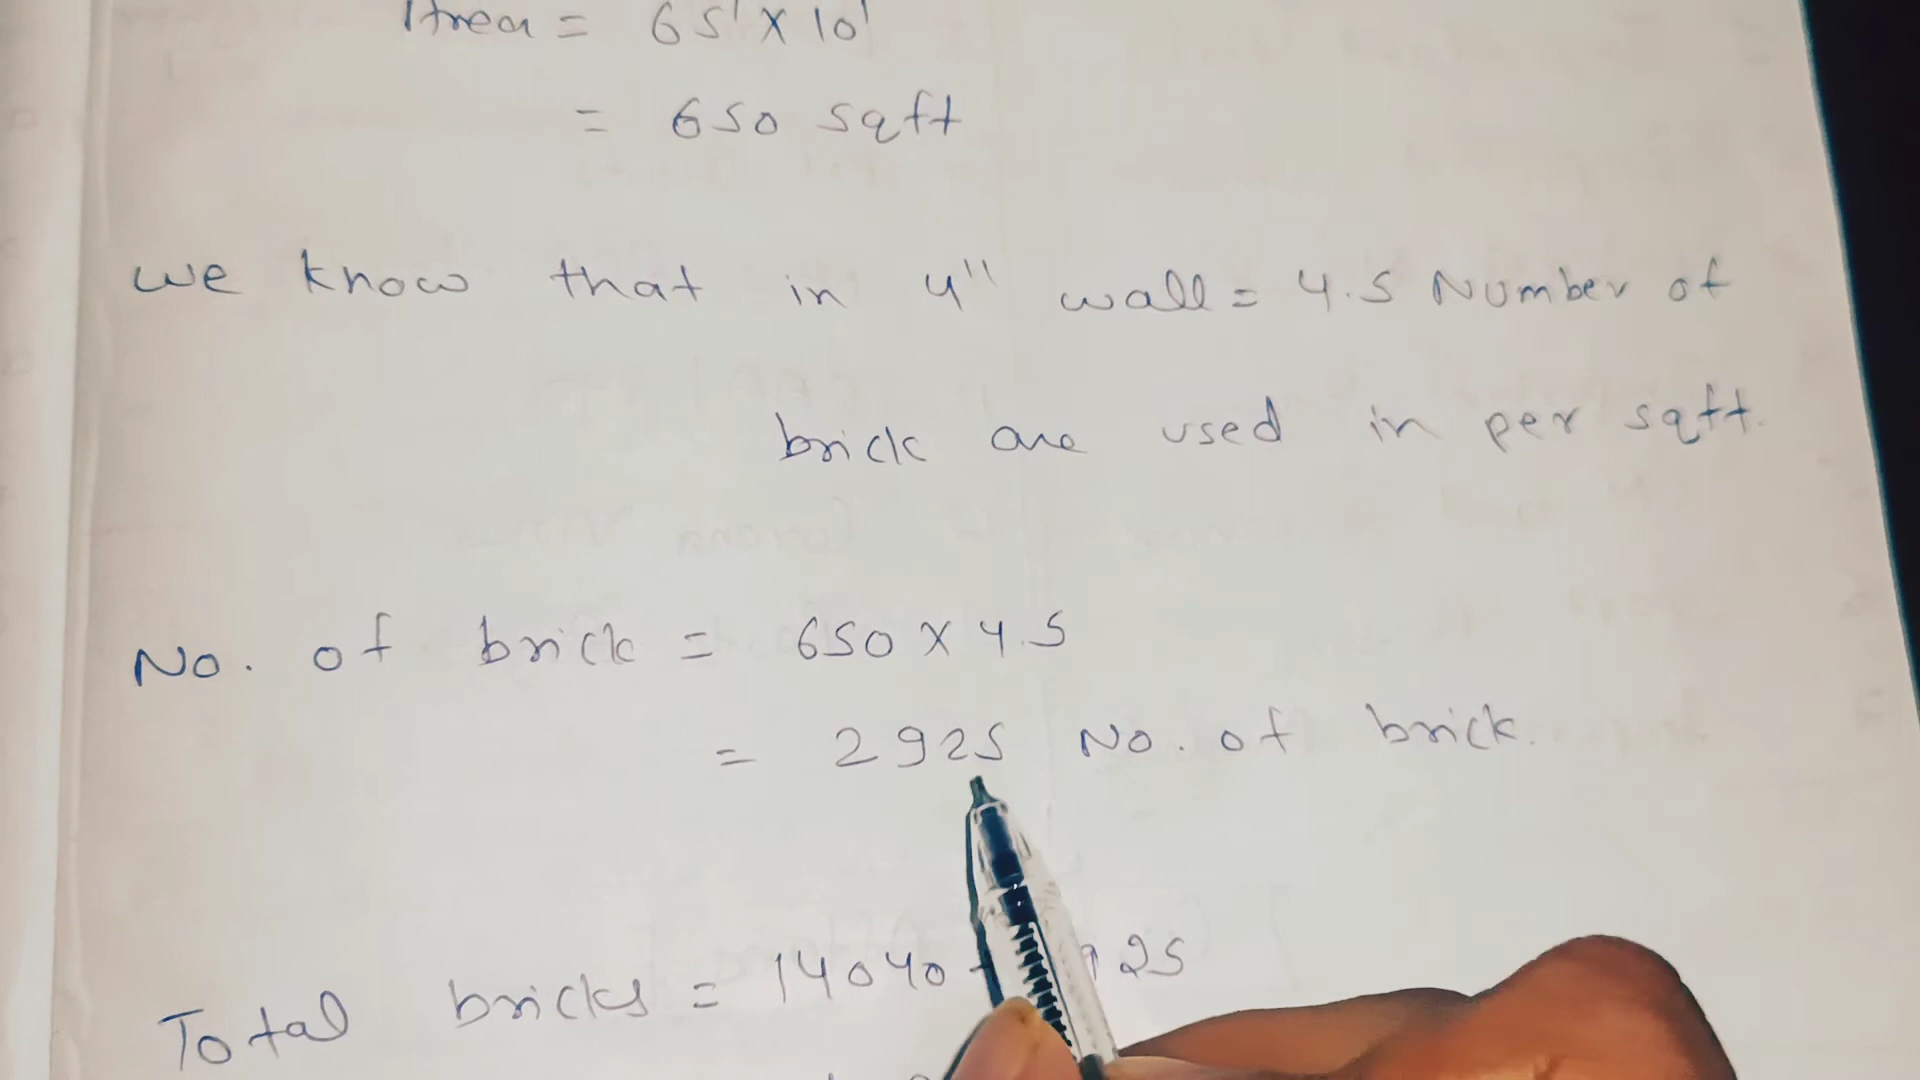 Area = 65' X 10'
= 650 sqft
we know that in 4" wall = 4.5 Number of
brick are used in per sqft.
No. of brick = 650 X 4.5
= 2925 No. of brick.
Total bricks = 14040 925